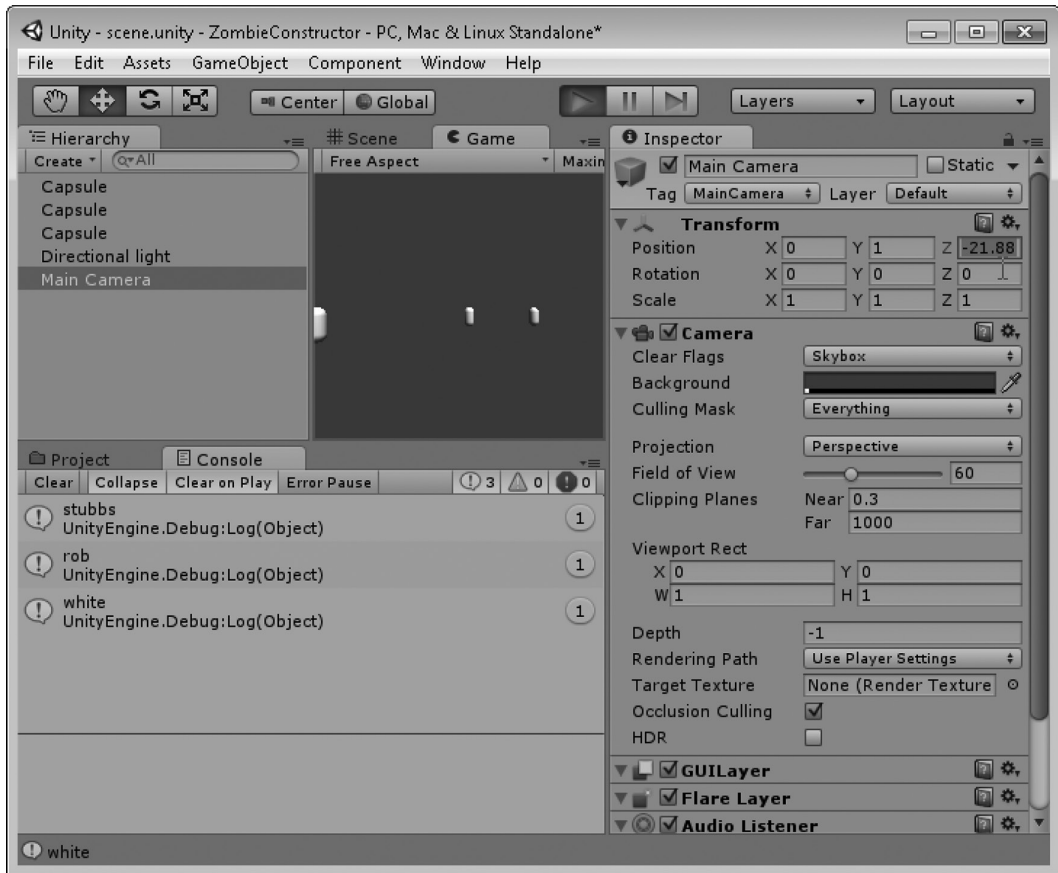 Unity - scene.unity - ZombieConstructor - PC, Mac & Linux Standalone*
File Edit Assets GameObject Component Window Help
Center Global Layers Layout
Hierarchy
Create All
Capsule
Capsule
Capsule
Directional light
Main Camera
Scene Game
Free Aspect Maxin
Project Console
Clear Collapse Clear on Play Error Pause 3 0 0
stubbs
UnityEngine.Debug:Log(Object) 1
rob
UnityEngine.Debug:Log(Object) 1
white
UnityEngine.Debug:Log(Object) 1
Inspector
Main Camera Static
Tag MainCamera Layer Default
Transform
Position X 0 Y 1 Z -21.88
Rotation X 0 Y 0 Z 0
Scale X 1 Y 1 Z 1
Camera
Clear Flags Skybox
Background
Culling Mask Everything
Projection Perspective
Field of View 60
Clipping Planes Near 0.3
Far 1000
Viewport Rect
X 0 Y 0
W 1 H 1
Depth -1
Rendering Path Use Player Settings
Target Texture None (Render Texture
Occlusion Culling
HDR
GUILayer
Flare Layer
Audio Listener
white